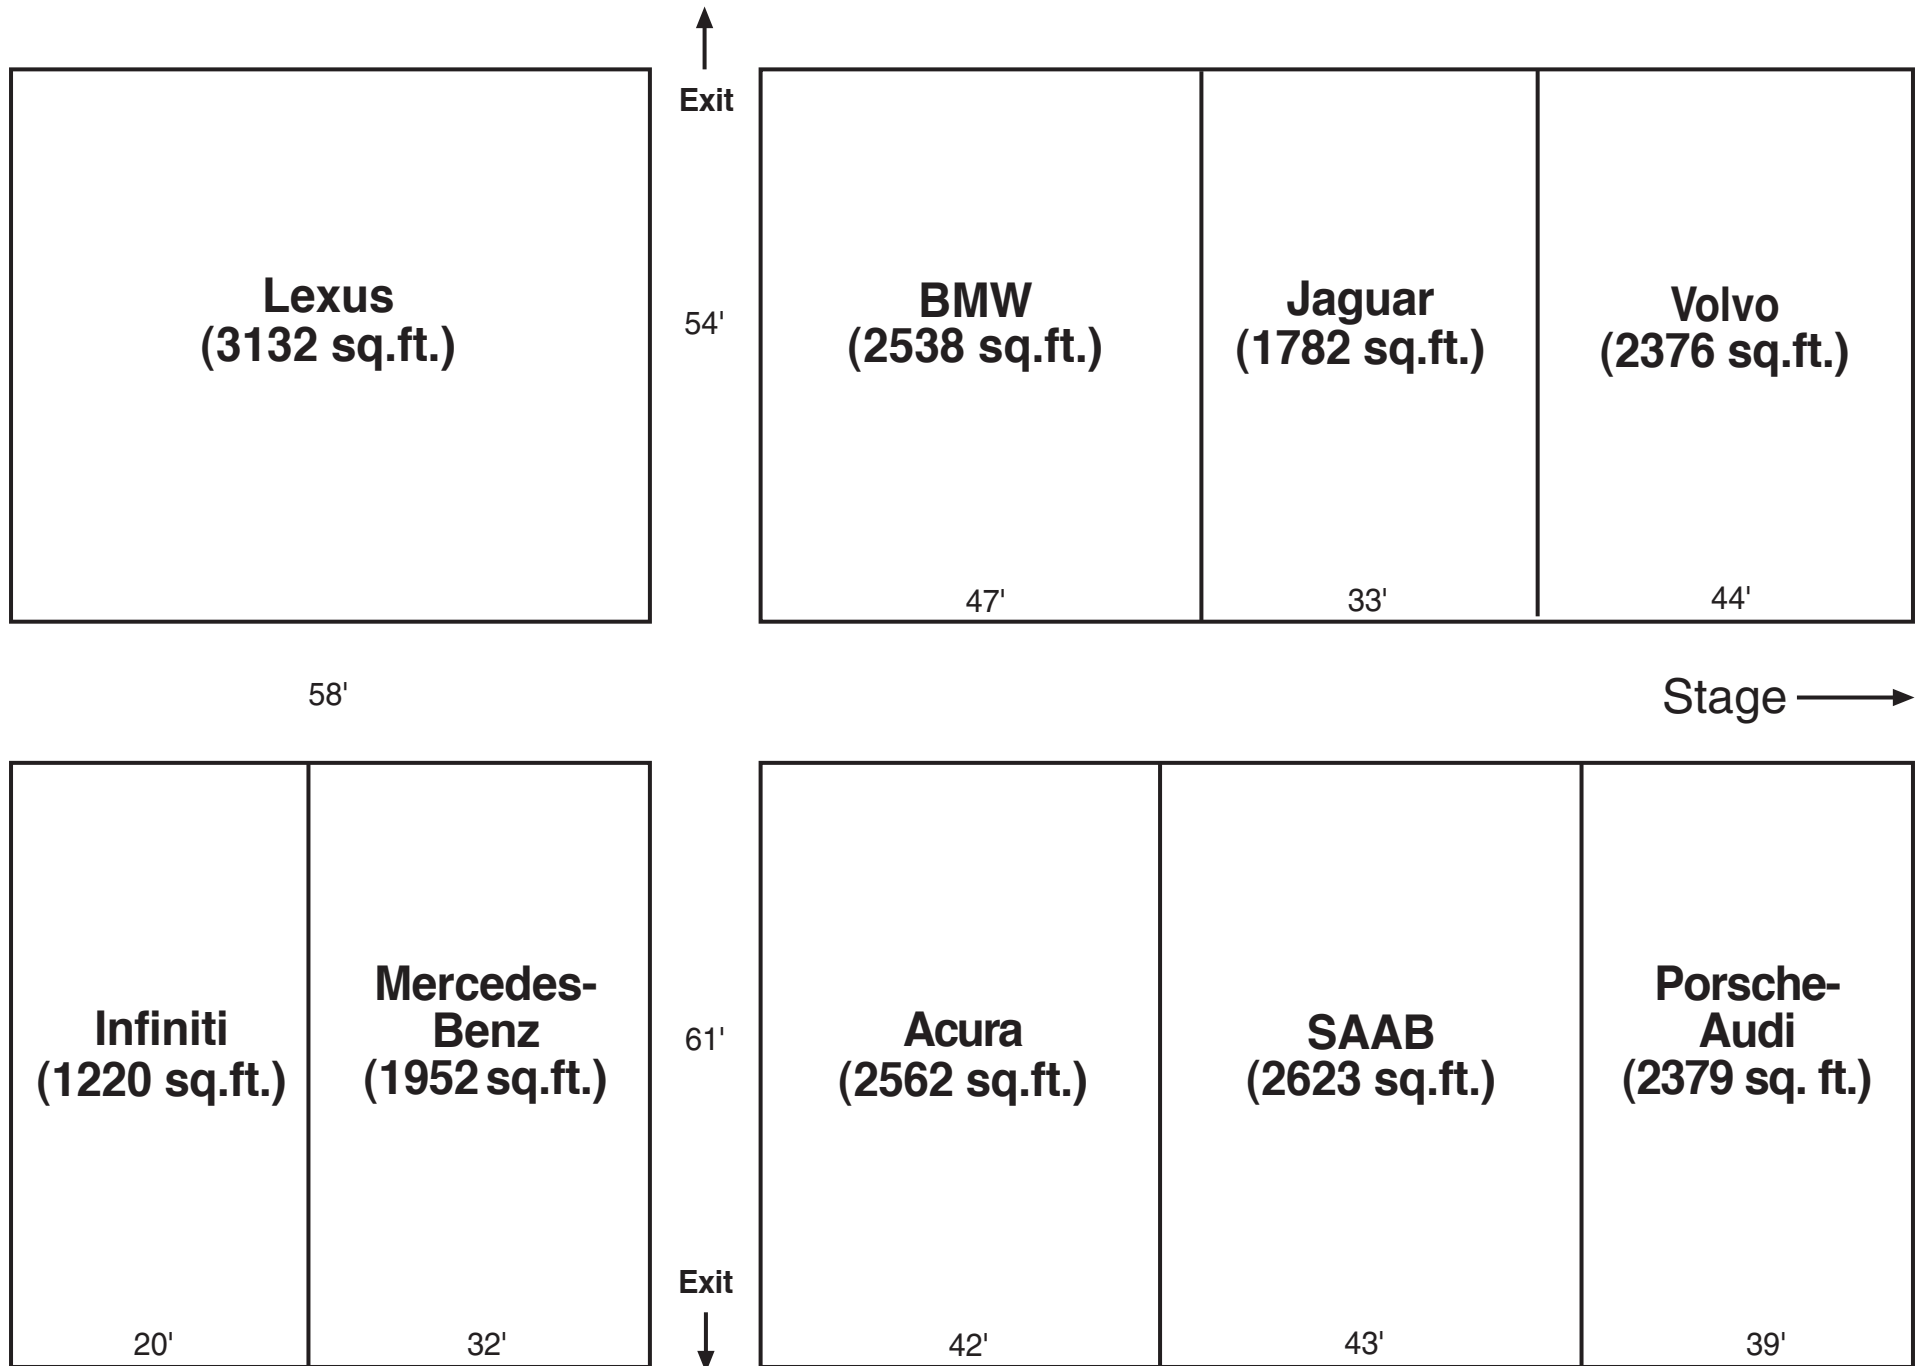 Exit
Lexus
(3132 sq.ft.)
54'
BMW
(2538 sq.ft.)
47'
Jaguar
(1782 sq.ft.)
33'
Volvo
(2376 sq.ft.)
44'
58'
Stage
Infiniti
(1220 sq.ft.)
20'
Mercedes-
Benz
(1952 sq.ft.)
32'
61'
Exit
Acura
(2562 sq.ft.)
42'
SAAB
(2623 sq.ft.)
43'
Porsche-
Audi
(2379 sq. ft.)
39'